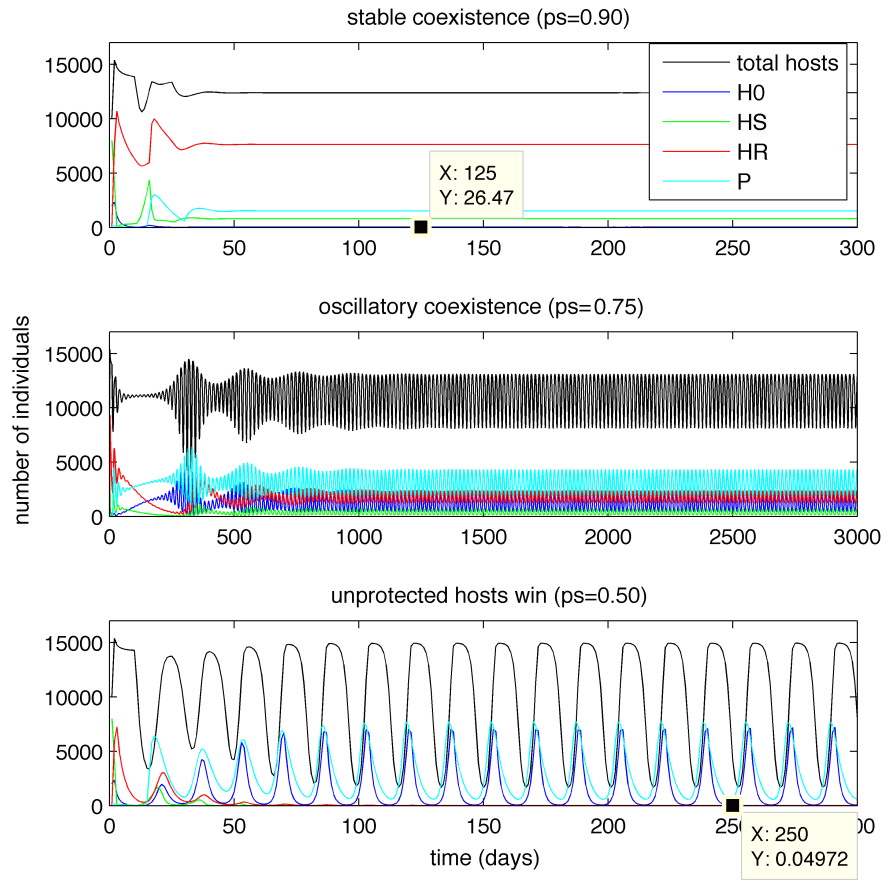 stable coexistence (ps=0.90)
15000
10000
5000
0
total hosts
H0
HS
HR
P
X: 125
Y: 26.47
0 50 100 150 200 250 300
number of individuals
oscillatory coexistence (ps=0.75)
15000
10000
5000
0
0 500 1000 1500 2000 2500 3000
unprotected hosts win (ps=0.50)
15000
10000
5000
0
0 50 100 150 200 250 300
X: 250
Y: 0.04972
time (days)